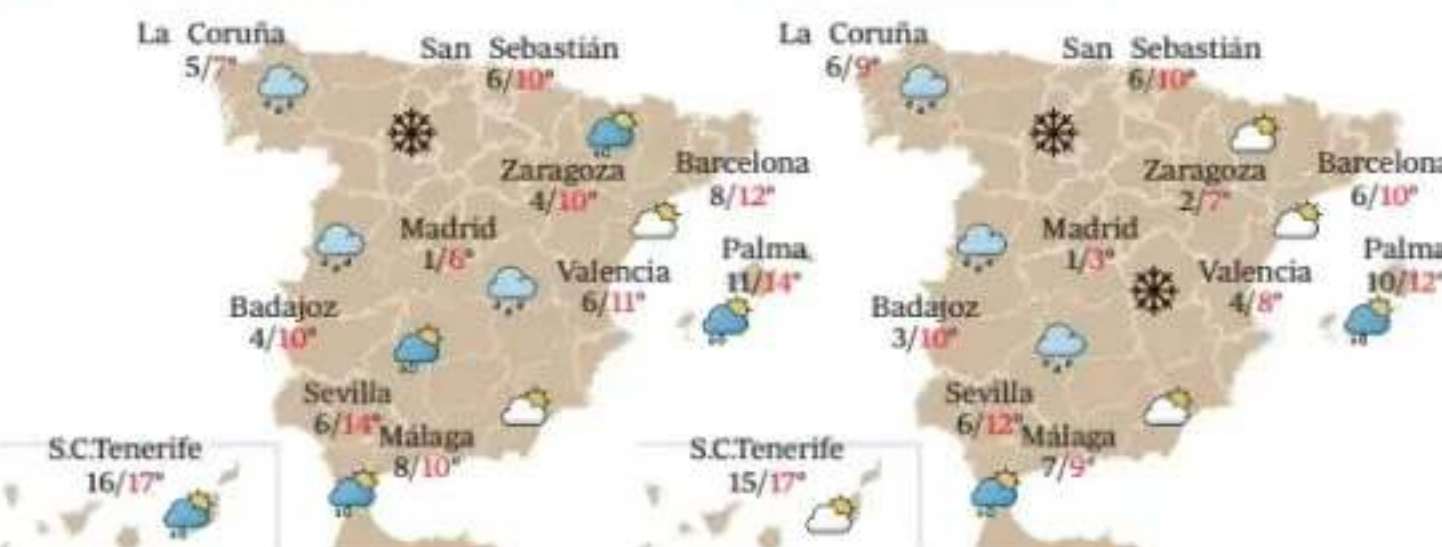 La Coruña
5/7°
San Sebastián
6/10°
Zaragoza
4/10°
Barcelona
8/12°
Madrid
1/6°
Valencia
6/11°
Palma
11/14°
Badajoz
4/10°
Sevilla
6/14°
Málaga
8/10°
S.C.Tenerife
16/17°
La Coruña
6/9°
San Sebastián
6/10°
Zaragoza
2/7°
Barcelona
6/10°
Madrid
1/3°
Valencia
4/8°
Palma
10/12°
Badajoz
3/10°
Sevilla
6/12°
Málaga
7/9°
S.C.Tenerife
15/17°